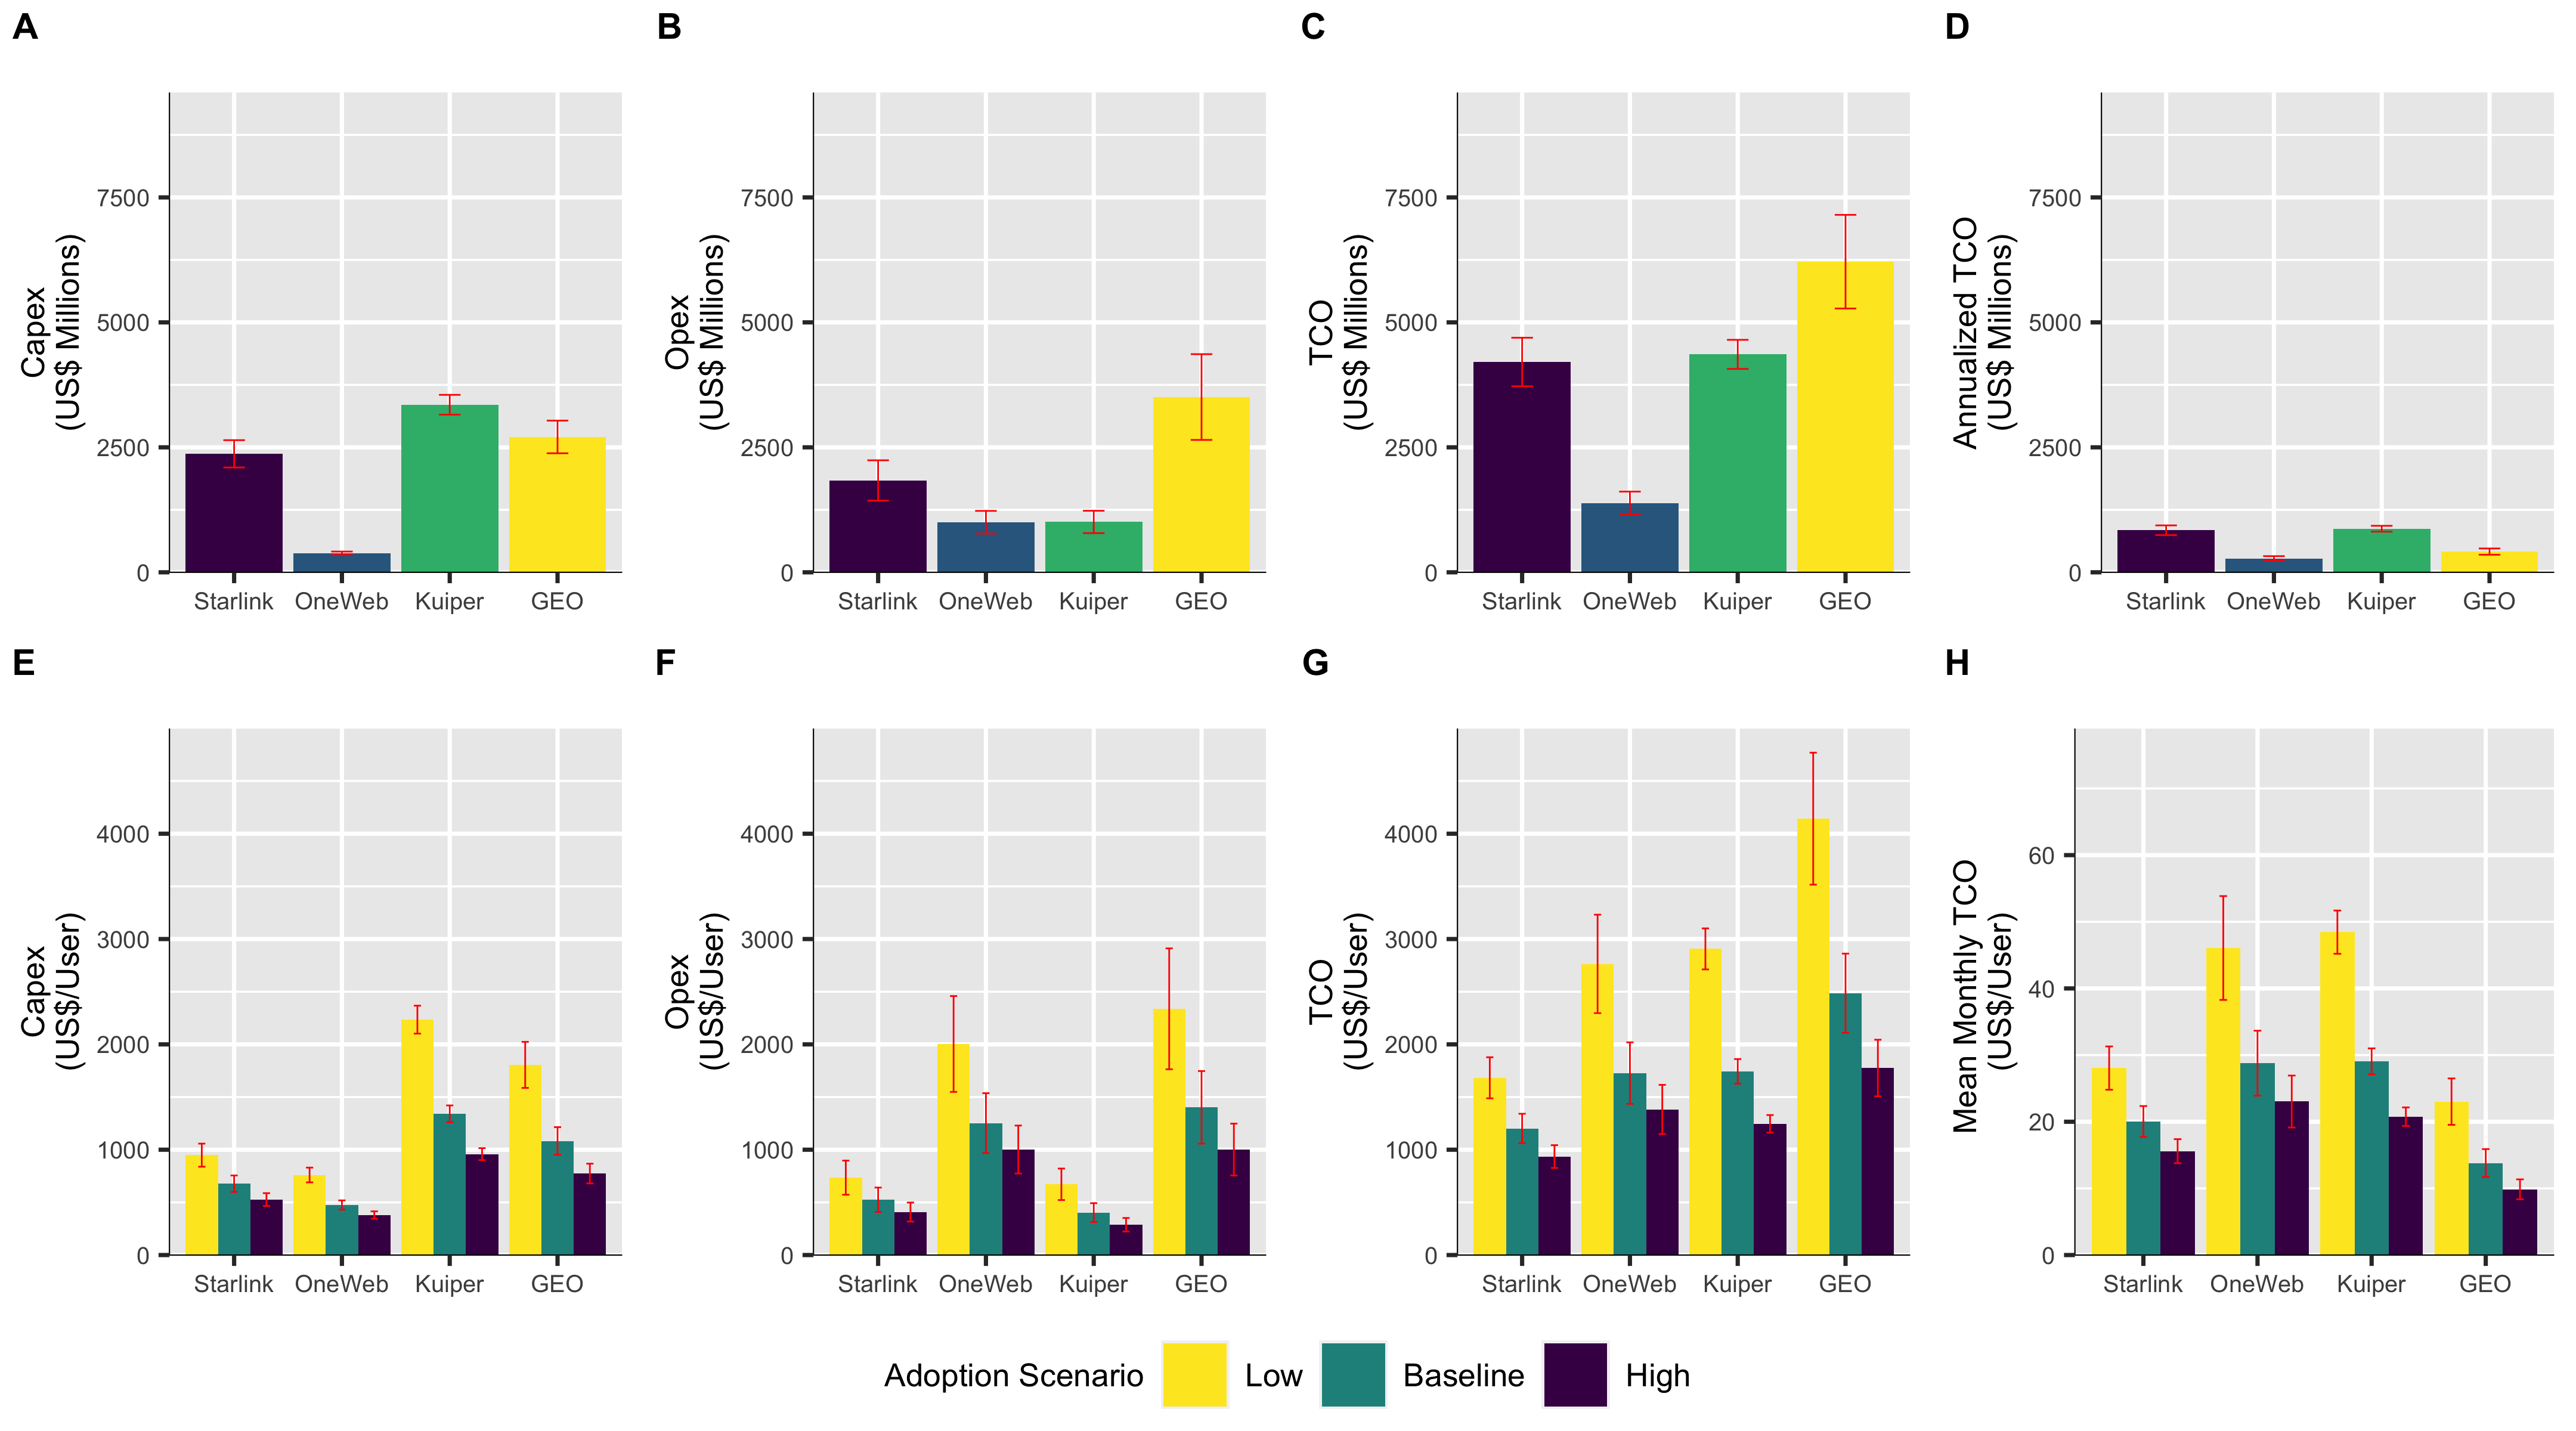 A
B
C
D
Capex
(US$ Millions)
7500
5000
2500
0
Starlink OneWeb Kuiper GEO
Opex
(US$ Millions)
7500
5000
2500
0
Starlink OneWeb Kuiper GEO
TCO
(US$ Millions)
7500
5000
2500
0
Starlink OneWeb Kuiper GEO
Annualized TCO
(US$ Millions)
7500
5000
2500
0
Starlink OneWeb Kuiper GEO
E
F
G
H
Capex
(US$/User)
4000
3000
2000
1000
0
Starlink OneWeb Kuiper GEO
Opex
(US$/User)
4000
3000
2000
1000
0
Starlink OneWeb Kuiper GEO
TCO
(US$/User)
4000
3000
2000
1000
0
Starlink OneWeb Kuiper GEO
Mean Monthly TCO
(US$/User)
60
40
20
0
Starlink OneWeb Kuiper GEO
Adoption Scenario Low Baseline High